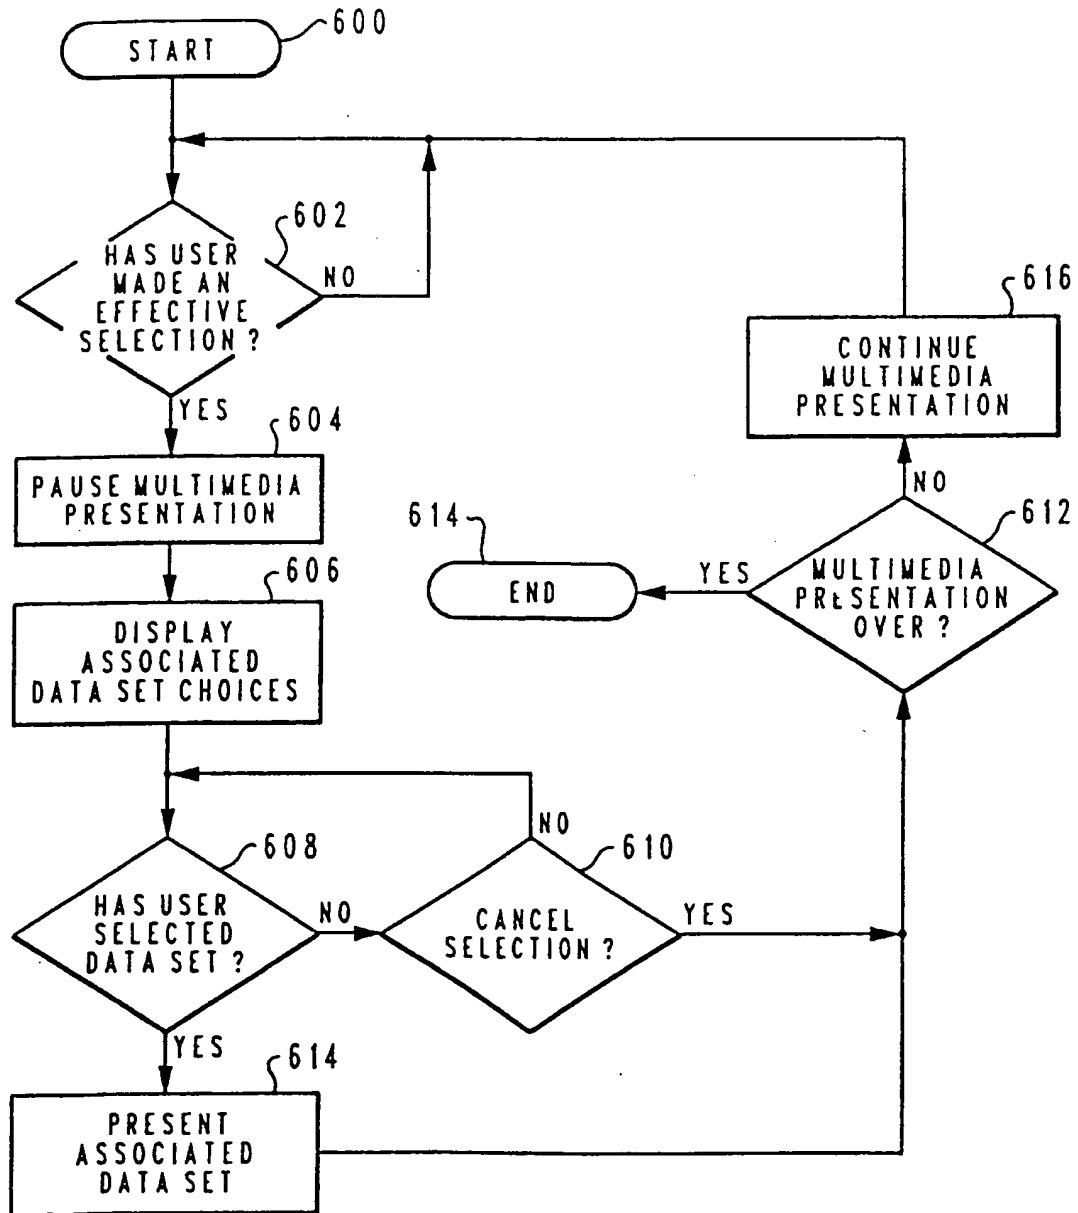 START
600
HAS USER
MADE AN
EFFECTIVE
SELECTION ?
602
NO
YES
604
PAUSE MULTIMEDIA
PRESENTATION
606
DISPLAY
ASSOCIATED
DATA SET CHOICES
608
HAS USER
SELECTED
DATA SET ?
NO
YES
610
CANCEL
SELECTION ?
NO
YES
614
PRESENT
ASSOCIATED
DATA SET
616
CONTINUE
MULTIMEDIA
PRESENTATION
NO
612
MULTIMEDIA
PRESENTATION
OVER ?
YES
614
END